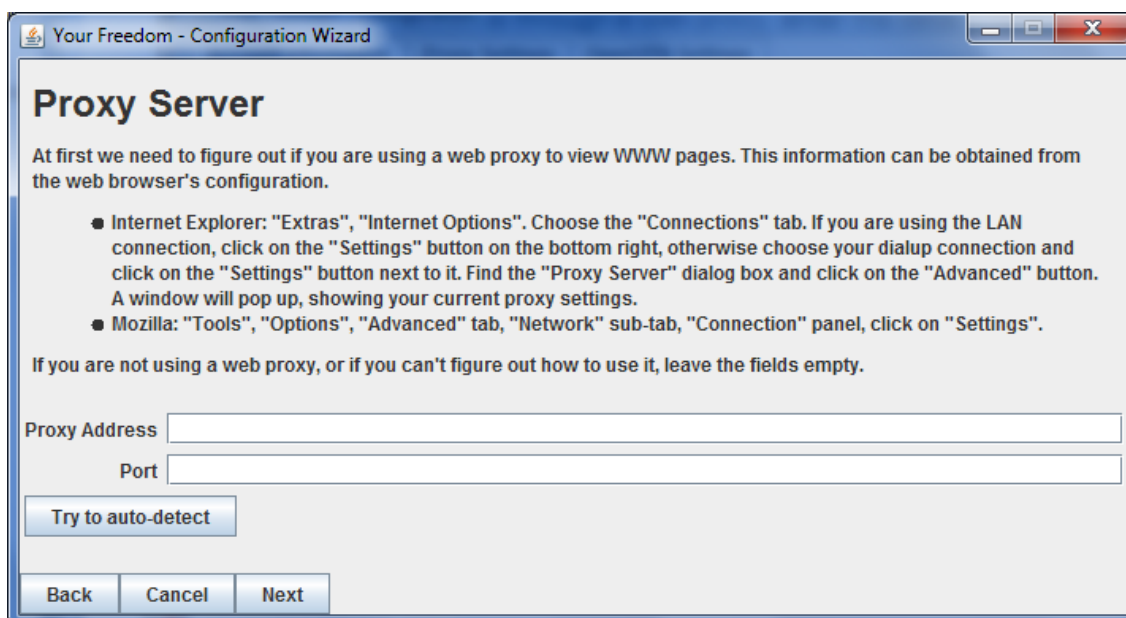 Your Freedom - Configuration Wizard
Proxy Server
At first we need to figure out if you are using a web proxy to view WWW pages. This information can be obtained from
the web browser's configuration.
Internet Explorer: "Extras", "Internet Options". Choose the "Connections" tab. If you are using the LAN
connection, click on the "Settings" button on the bottom right, otherwise choose your dialup connection and
click on the "Settings" button next to it. Find the "Proxy Server" dialog box and click on the "Advanced" button.
A window will pop up, showing your current proxy settings.
Mozilla: "Tools", "Options", "Advanced" tab, "Network" sub-tab, "Connection" panel, click on "Settings".
If you are not using a web proxy, or if you can't figure out how to use it, leave the fields empty.
Proxy Address
Port
Try to auto-detect
Back Cancel Next